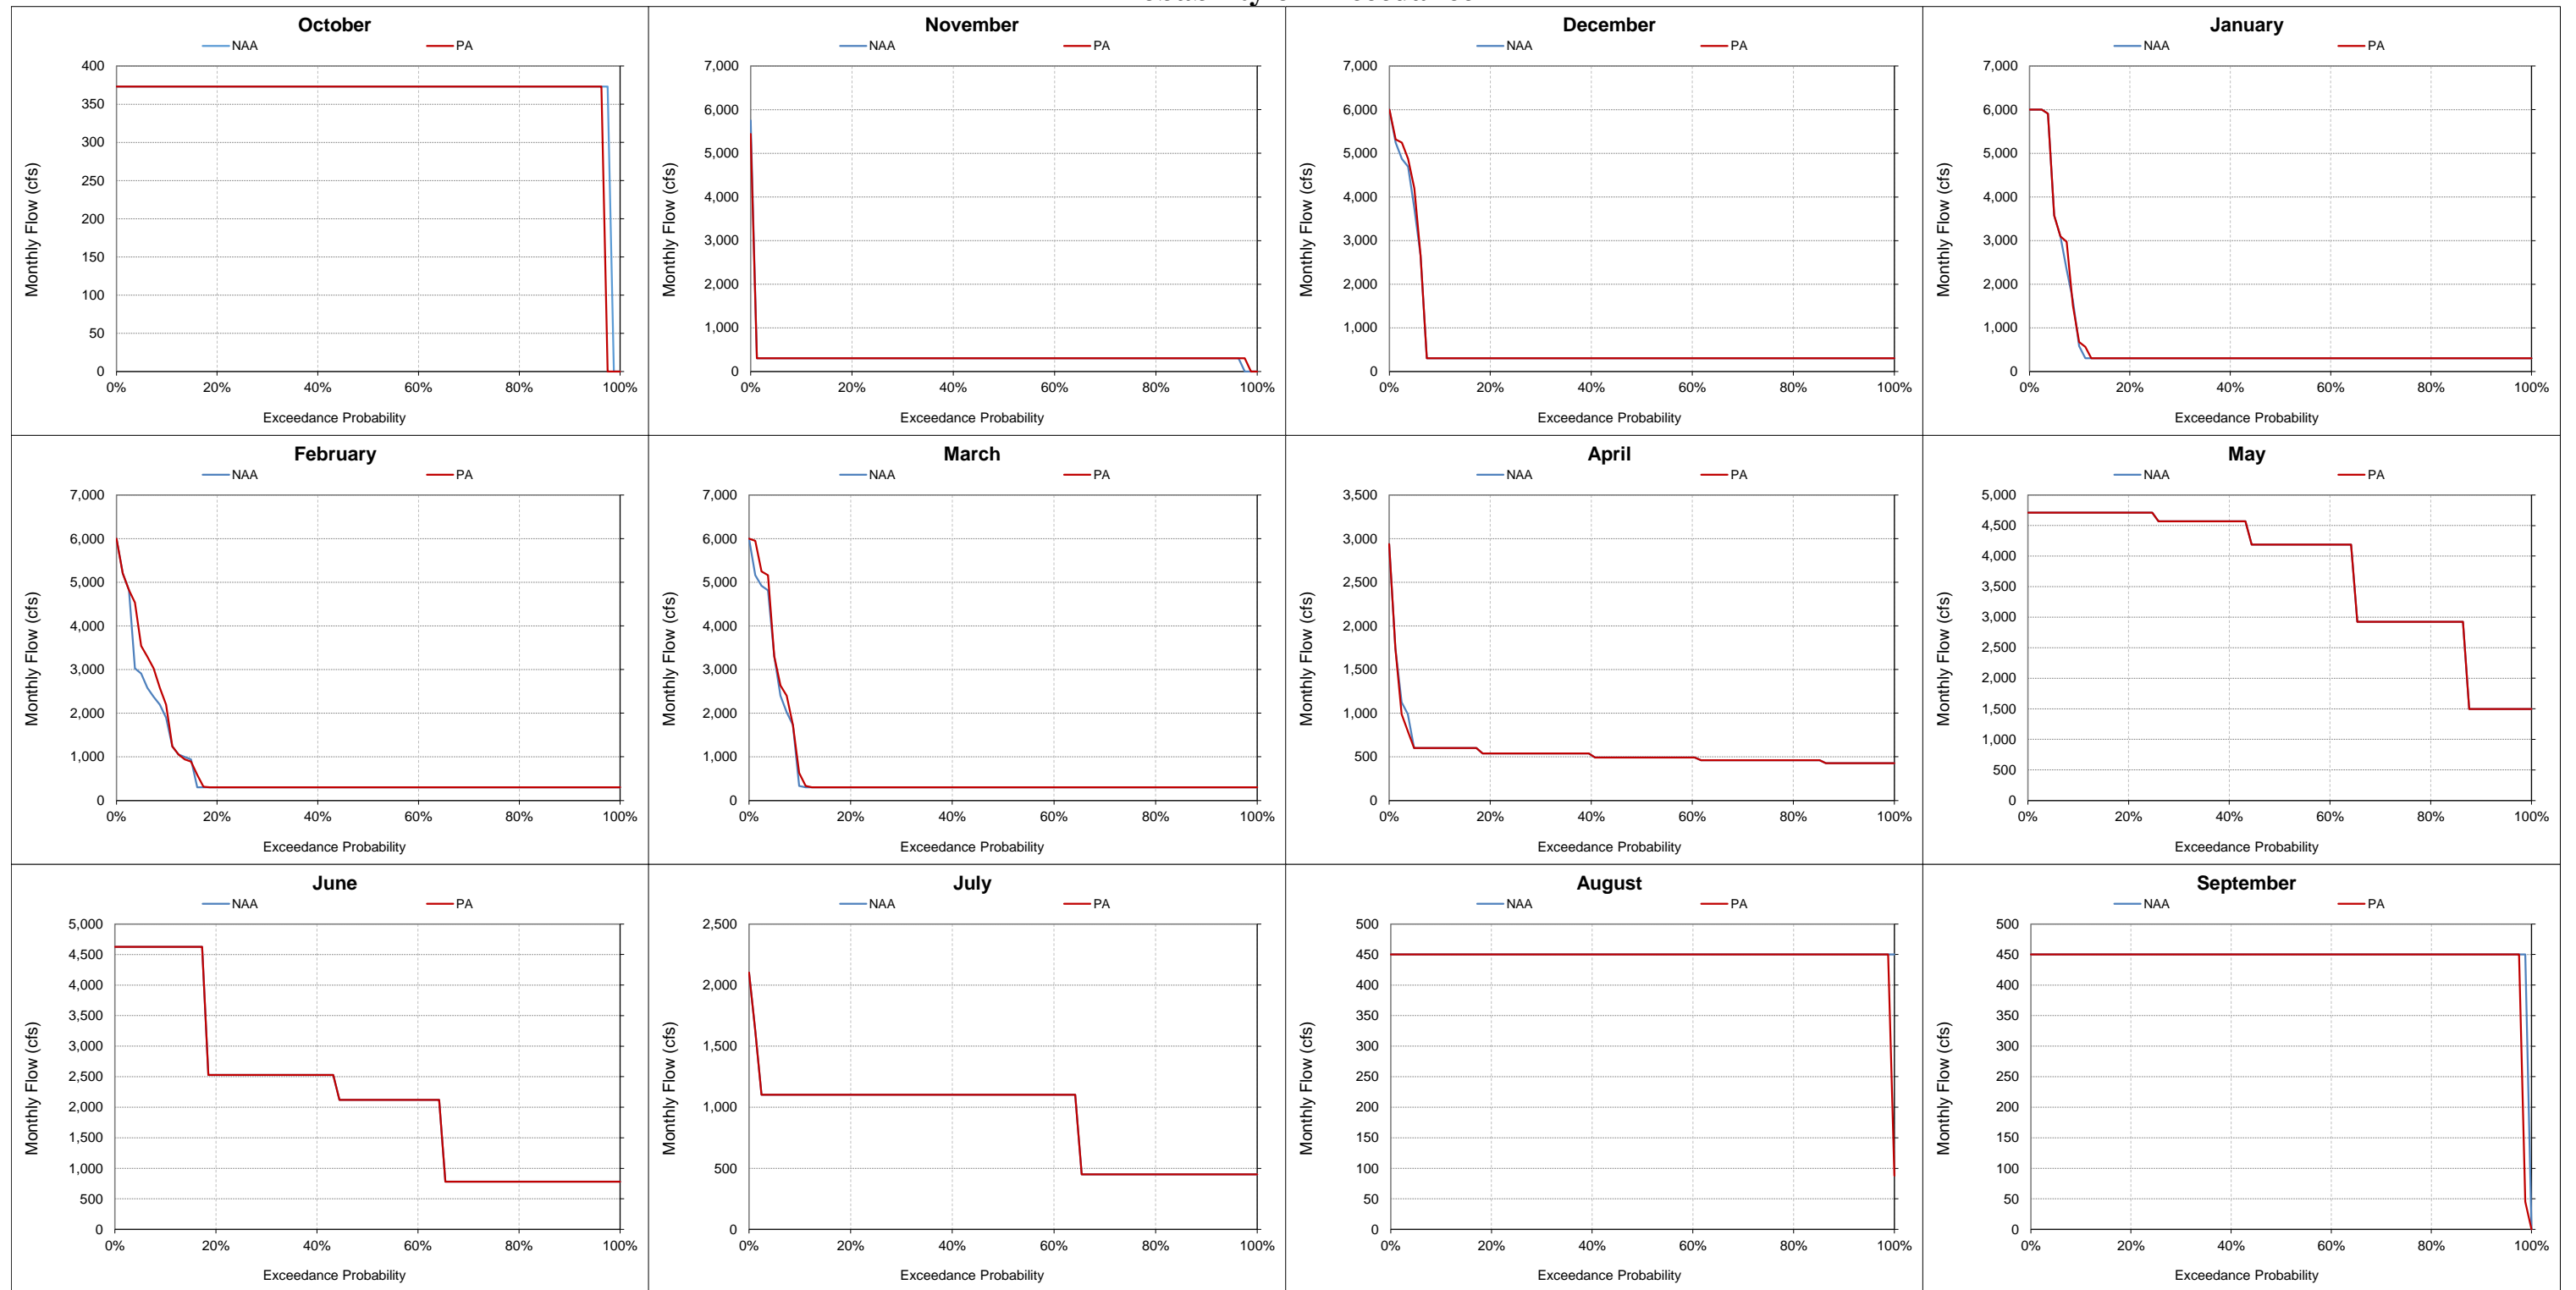 October
NAA PA
400
350
300
250
200
150
100
50
0
0% 20% 40% 60% 80% 100%
Monthly Flow (cfs)
Exceedance Probability
November
NAA PA
7,000
6,000
5,000
4,000
3,000
2,000
1,000
0
0% 20% 40% 60% 80% 100%
Monthly Flow (cfs)
Exceedance Probability
December
NAA PA
7,000
6,000
5,000
4,000
3,000
2,000
1,000
0
0% 20% 40% 60% 80% 100%
Monthly Flow (cfs)
Exceedance Probability
January
NAA PA
7,000
6,000
5,000
4,000
3,000
2,000
1,000
0
0% 20% 40% 60% 80% 100%
Monthly Flow (cfs)
Exceedance Probability
February
NAA PA
7,000
6,000
5,000
4,000
3,000
2,000
1,000
0
0% 20% 40% 60% 80% 100%
Monthly Flow (cfs)
Exceedance Probability
March
NAA PA
7,000
6,000
5,000
4,000
3,000
2,000
1,000
0
0% 20% 40% 60% 80% 100%
Monthly Flow (cfs)
Exceedance Probability
April
NAA PA
3,500
3,000
2,500
2,000
1,500
1,000
500
0
0% 20% 40% 60% 80% 100%
Monthly Flow (cfs)
Exceedance Probability
May
NAA PA
5,000
4,500
4,000
3,500
3,000
2,500
2,000
1,500
1,000
500
0
0% 20% 40% 60% 80% 100%
Monthly Flow (cfs)
Exceedance Probability
June
NAA PA
5,000
4,500
4,000
3,500
3,000
2,500
2,000
1,500
1,000
500
0
0% 20% 40% 60% 80% 100%
Monthly Flow (cfs)
Exceedance Probability
July
NAA PA
2,500
2,000
1,500
1,000
500
0
0% 20% 40% 60% 80% 100%
Monthly Flow (cfs)
Exceedance Probability
August
NAA PA
500
450
400
350
300
250
200
150
100
50
0
0% 20% 40% 60% 80% 100%
Monthly Flow (cfs)
Exceedance Probability
September
NAA PA
500
450
400
350
300
250
200
150
100
50
0
0% 20% 40% 60% 80% 100%
Monthly Flow (cfs)
Exceedance Probability